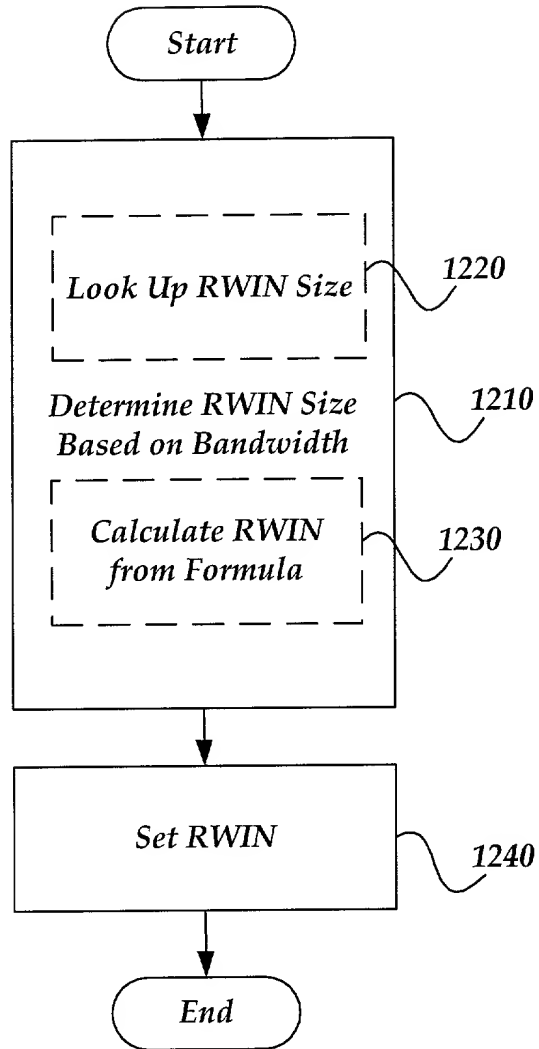 Start
Look Up RWIN Size
1220
Determine RWIN Size
Based on Bandwidth
1210
Calculate RWIN
from Formula
1230
Set RWIN
1240
End